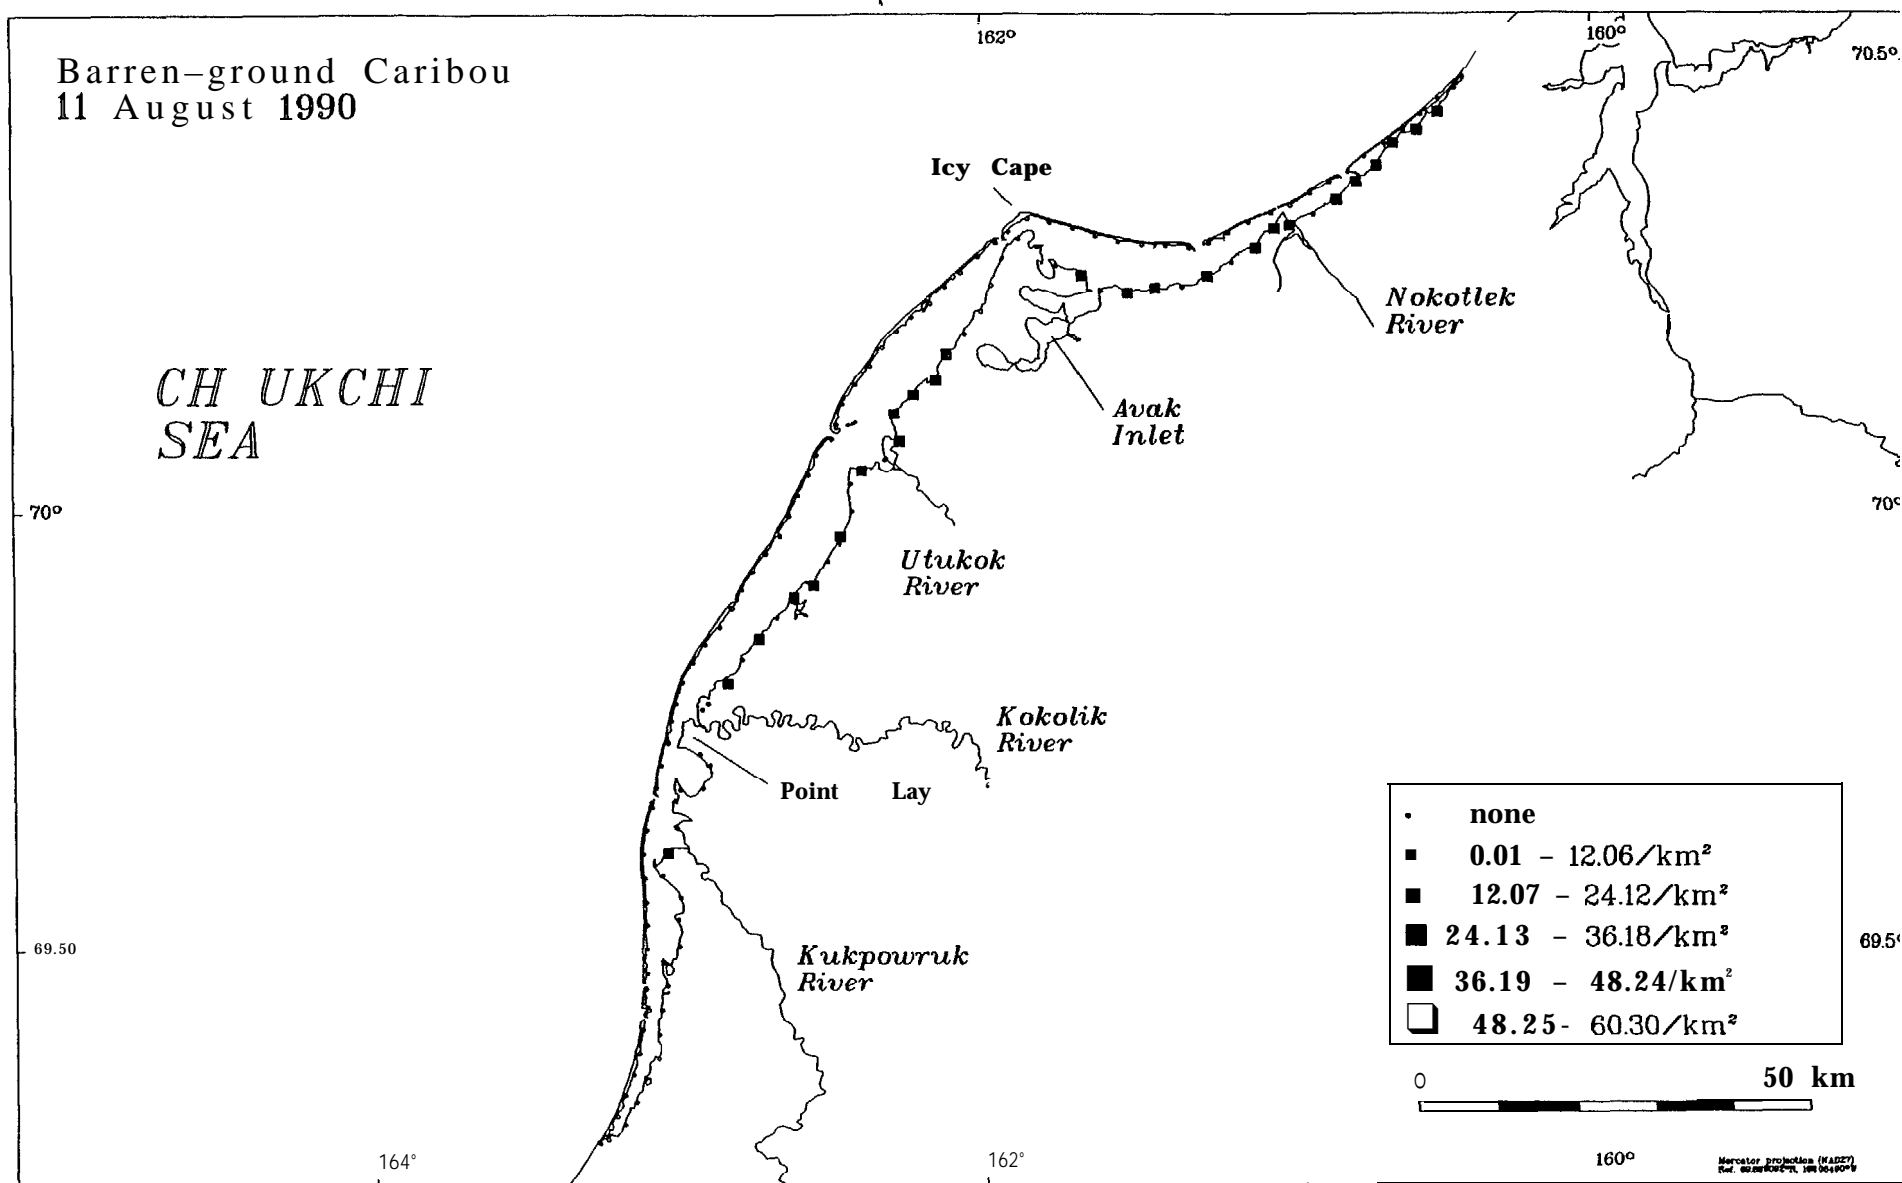 162°
160°
70.5°
Barren-ground Caribou
11 August 1990
Icy Cape
Nokotlek
River
CH UKCHI
SEA
Avak
Inlet
70°
70°
Utukok
River
Kokolik
River
Point Lay
none
0.01 - 12.06/km²
12.07 - 24.12/km²
24.13 - 36.18/km²
36.19 - 48.24/km²
48.25- 60.30/km²
69.50
69.5°
Kukpowruk
River
0 50 km
164°
162°
160°
Mercator projection (NAD27)